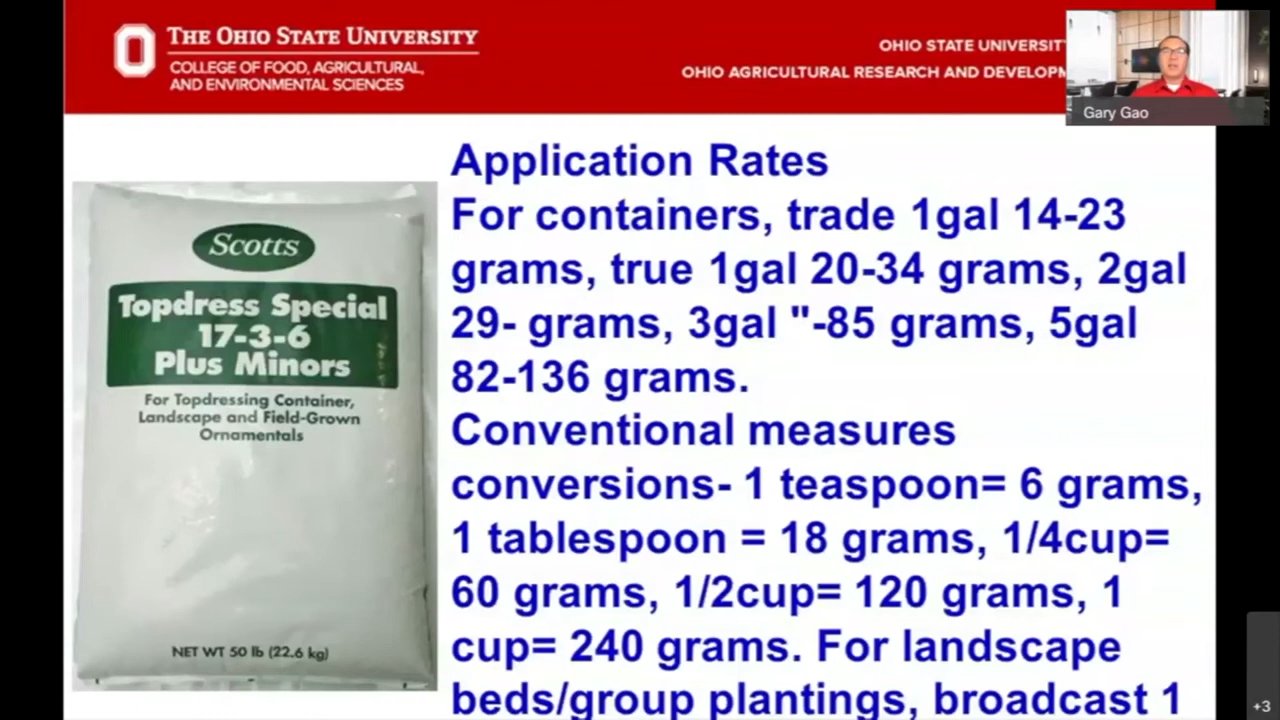 THE OHIO STATE UNIVERSITY
COLLEGE OF FOOD, AGRICULTURAL,
AND ENVIRONMENTAL SCIENCES
OHIO STATE
OHIO AGRICULTURAL RESEARCH AND
Gary Gao
Scotts
Topdress Special
17-3-6
Plus Minors
For Topdressing Container,
Landscape and Field-Grown
Ornamentals
NET WT 50 lb (22.6 kg)
Application Rates
For containers, trade 1gal 14-23
grams, true 1gal 20-34 grams, 2gal
29- grams, 3gal "-85 grams, 5gal
82-136 grams.
Conventional measures
conversions- 1 teaspoon= 6 grams,
1 tablespoon = 18 grams, 1/4cup=
60 grams, 1/2cup= 120 grams, 1
cup= 240 grams. For landscape
beds/group plantings, broadcast 1
+3